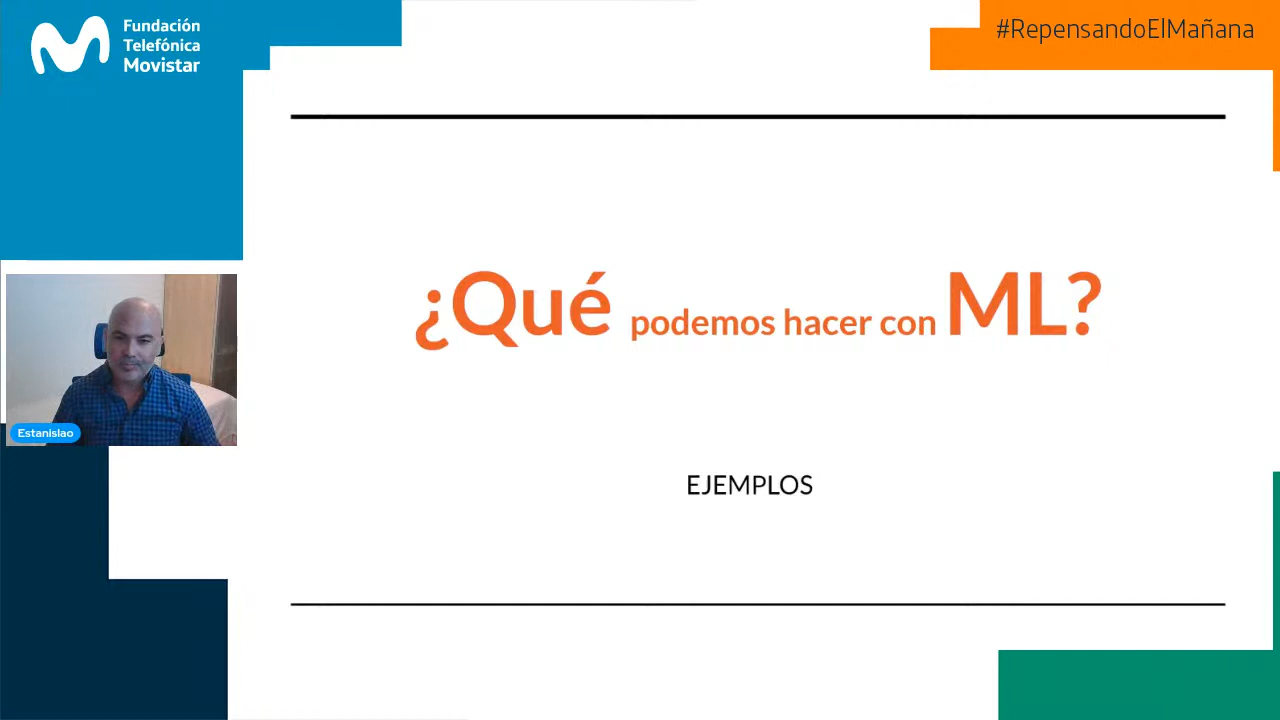 Fundación
Telefónica
Movistar
#RepensandoElMañana
¿Qué podemos hacer con ML?
Estanislao
EJEMPLOS